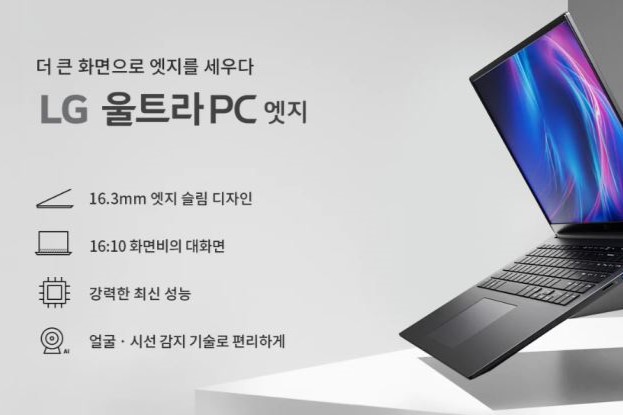 더 큰 화면으로 엣지를 세우다
LG 울트라PC 엣지
16.3mm 엣지 슬림 디자인
16:10 화면비의 대화면
강력한 최신 성능
AI
얼굴 · 시선 감지 기술로 편리하게